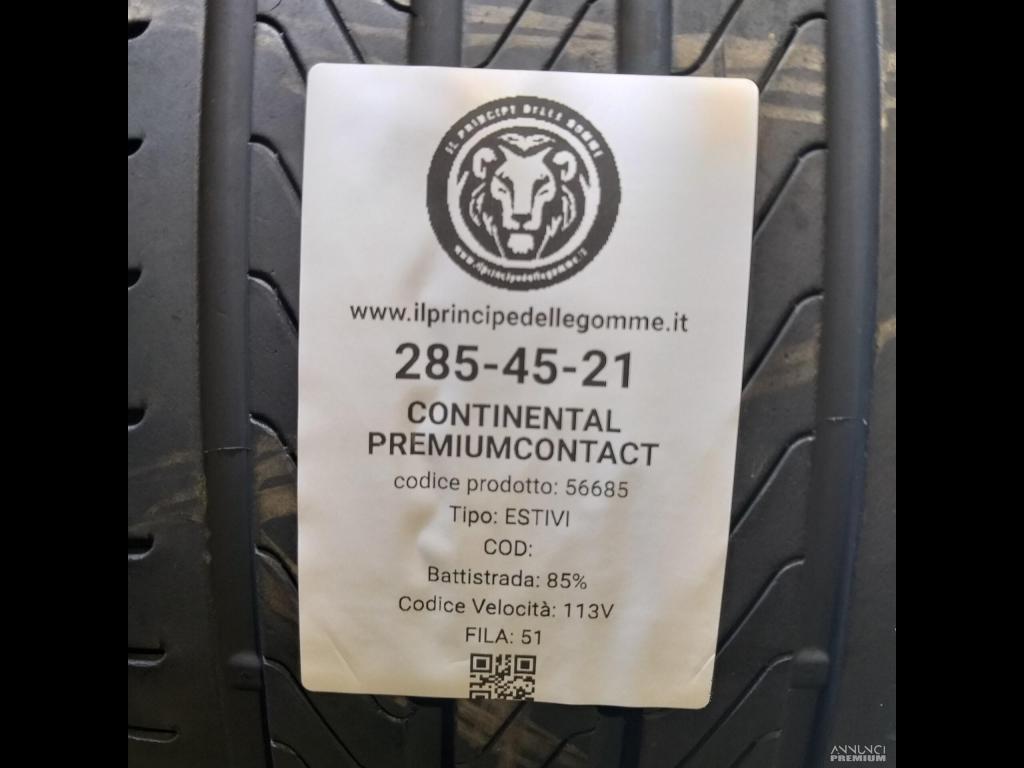 IL PRINCIPE DELLE GOMME
www.ilprincipedellegomme.it
www.ilprincipedellegomme.it
285-45-21
CONTINENTAL
PREMIUMCONTACT
codice prodotto: 56685
Tipo: ESTIVI
COD:
Battistrada: 85%
Codice Velocità: 113V
FILA: 51
ANNUNCI
PREMIUM